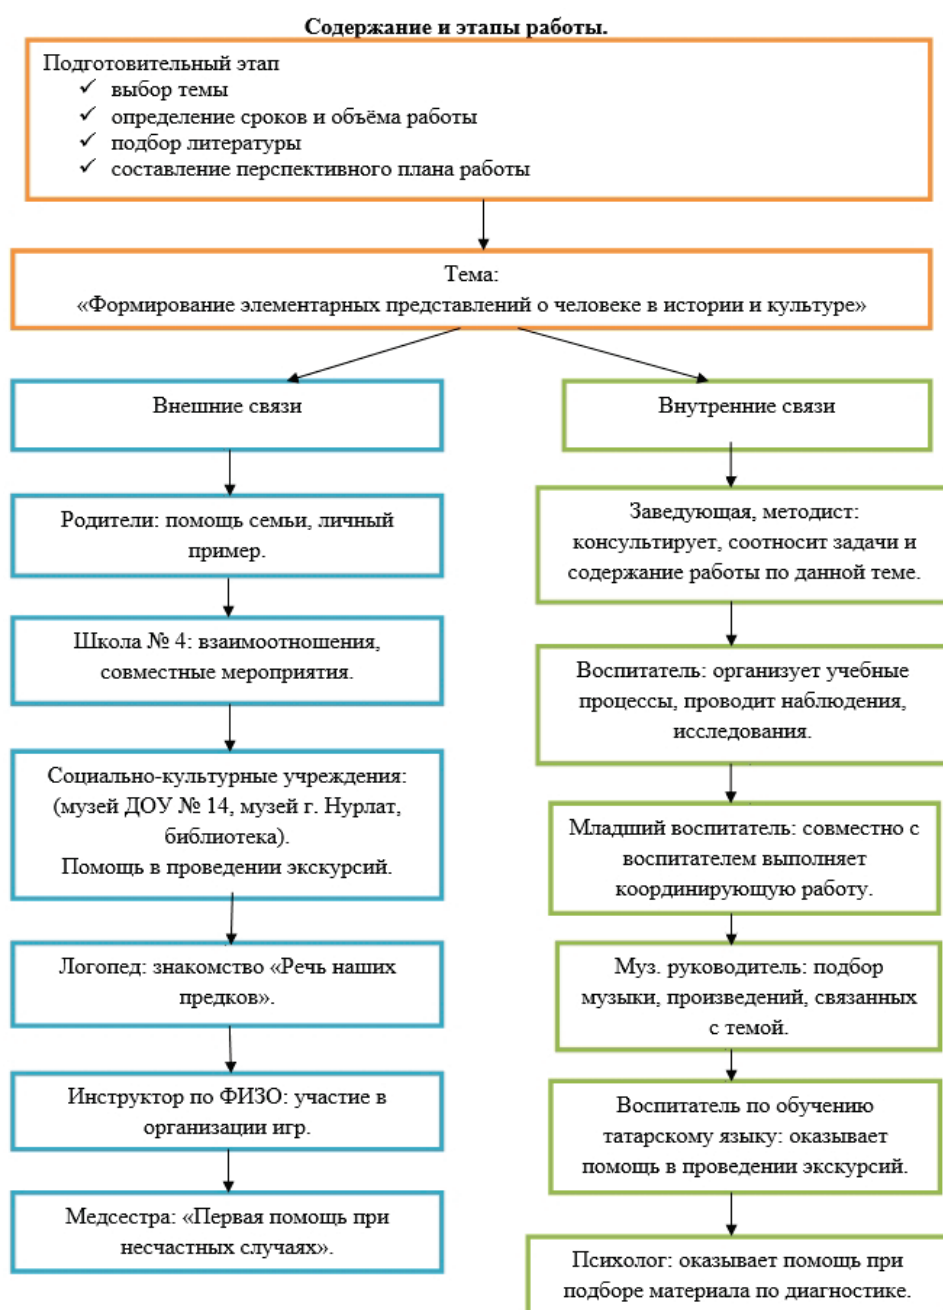 Содержание и этапы работы.
Подготовительный этап
✓ выбор темы
✓ определение сроков и объёма работы
✓ подбор литературы
✓ составление перспективного плана работы
Тема:
«Формирование элементарных представлений о человеке в истории и культуре»
Внешние связи
Родители: помощь семьи, личный
пример.
Школа № 4: взаимоотношения,
совместные мероприятия.
Социально-культурные учреждения:
(музей ДОУ № 14, музей г. Нурлат,
библиотека).
Помощь в проведении экскурсий.
Логопед: знакомство «Речь наших
предков».
Инструктор по ФИЗО: участие в
организации игр.
Медсестра: «Первая помощь при
несчастных случаях».
Внутренние связи
Заведующая, методист:
консультирует, соотносит задачи и
содержание работы по данной теме.
Воспитатель: организует учебные
процессы, проводит наблюдения,
исследования.
Младший воспитатель: совместно с
воспитателем выполняет
координирующую работу.
Муз. руководитель: подбор
музыки, произведений, связанных
с темой.
Воспитатель по обучению
татарскому языку: оказывает
помощь в проведении экскурсий.
Психолог: оказывает помощь при
подборе материала по диагностике.